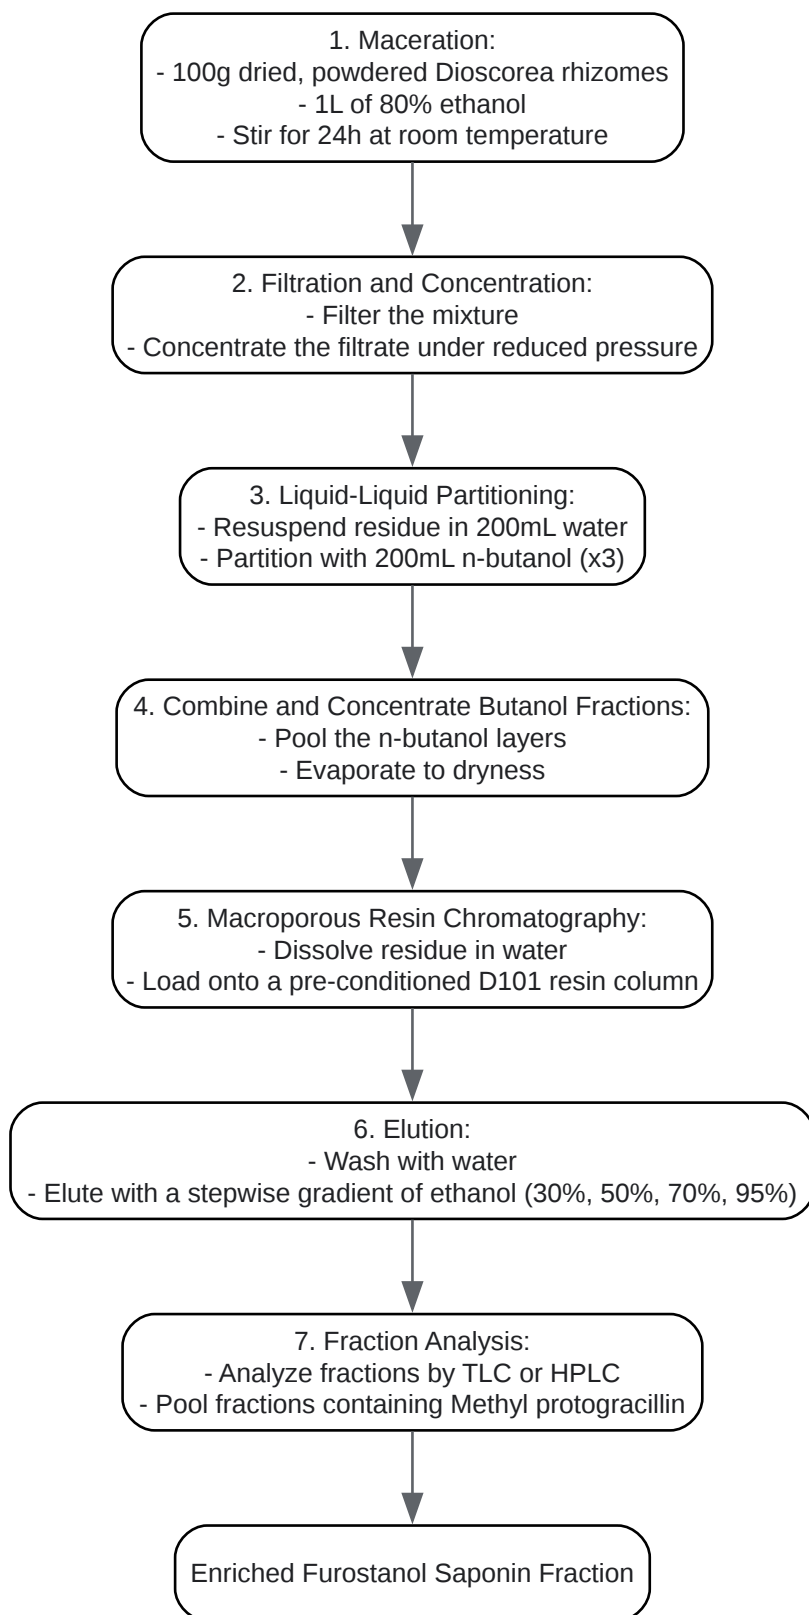 1. Maceration:
- 100g dried, powdered Dioscorea rhizomes
- 1L of 80% ethanol
- Stir for 24h at room temperature
2. Filtration and Concentration:
- Filter the mixture
- Concentrate the filtrate under reduced pressure
3. Liquid-Liquid Partitioning:
- Resuspend residue in 200mL water
- Partition with 200mL n-butanol (x3)
4. Combine and Concentrate Butanol Fractions:
- Pool the n-butanol layers
- Evaporate to dryness
5. Macroporous Resin Chromatography:
- Dissolve residue in water
- Load onto a pre-conditioned D101 resin column
6. Elution:
- Wash with water
- Elute with a stepwise gradient of ethanol (30%, 50%, 70%, 95%)
7. Fraction Analysis:
- Analyze fractions by TLC or HPLC
- Pool fractions containing Methyl protogracillin
Enriched Furostanol Saponin Fraction